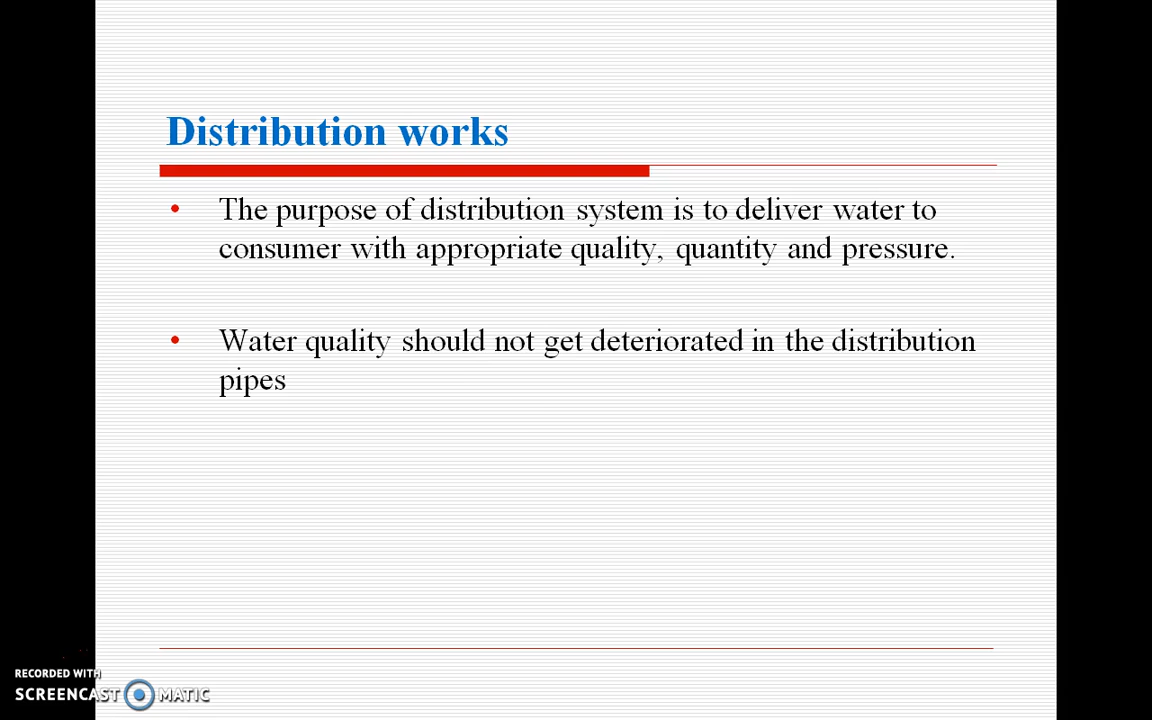 Distribution works
• The purpose of distribution system is to deliver water to
consumer with appropriate quality, quantity and pressure.
• Water quality should not get deteriorated in the distribution
pipes
RECORDED WITH
SCREENCAST MATIC